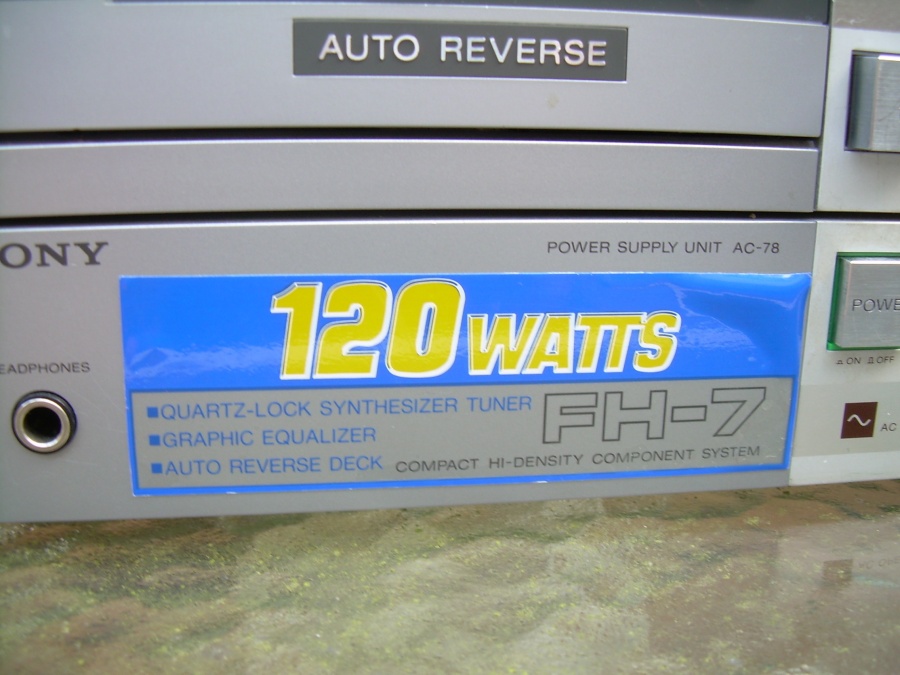 AUTO REVERSE
ONY
POWER SUPPLY UNIT AC-78
120 WATTS
POWE
ON OFF
EADPHONES
■QUARTZ-LOCK SYNTHESIZER TUNER
FH-7
■GRAPHIC EQUALIZER
AC
■AUTO REVERSE DECK
COMPACT HI-DENSITY COMPONENT SYSTEM